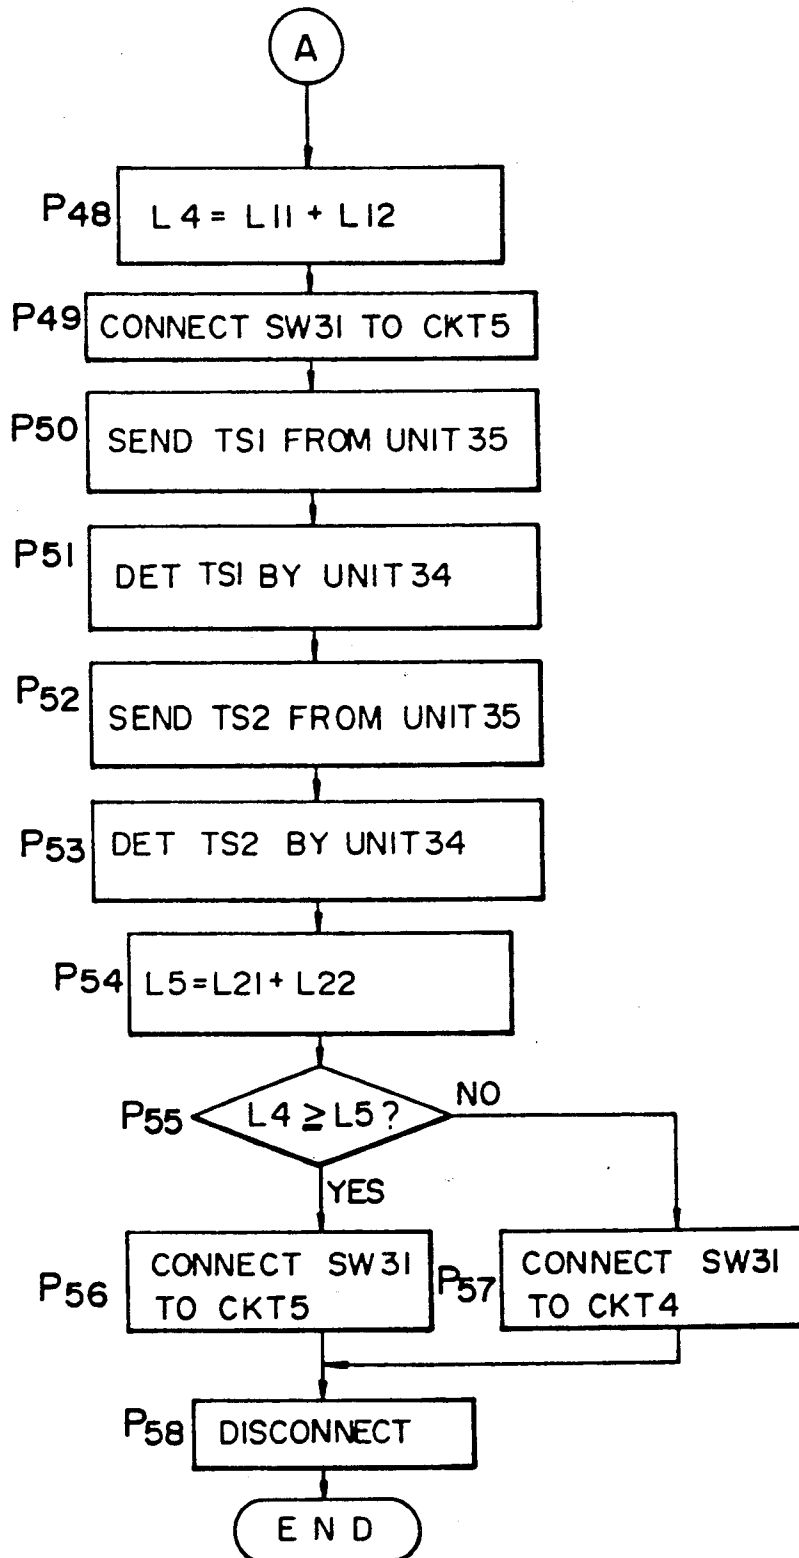 A
P48
L4 = L11 + L12
P49
CONNECT SW31 TO CKT5
P50
SEND TS1 FROM UNIT 35
P51
DET TS1 BY UNIT 34
P52
SEND TS2 FROM UNIT 35
P53
DET TS2 BY UNIT 34
P54
L5=L21+ L22
P55
L4 ≥ L5?
NO
YES
P56
CONNECT SW31
TO CKT5
P57
CONNECT SW31
TO CKT4
P58
DISCONNECT
END